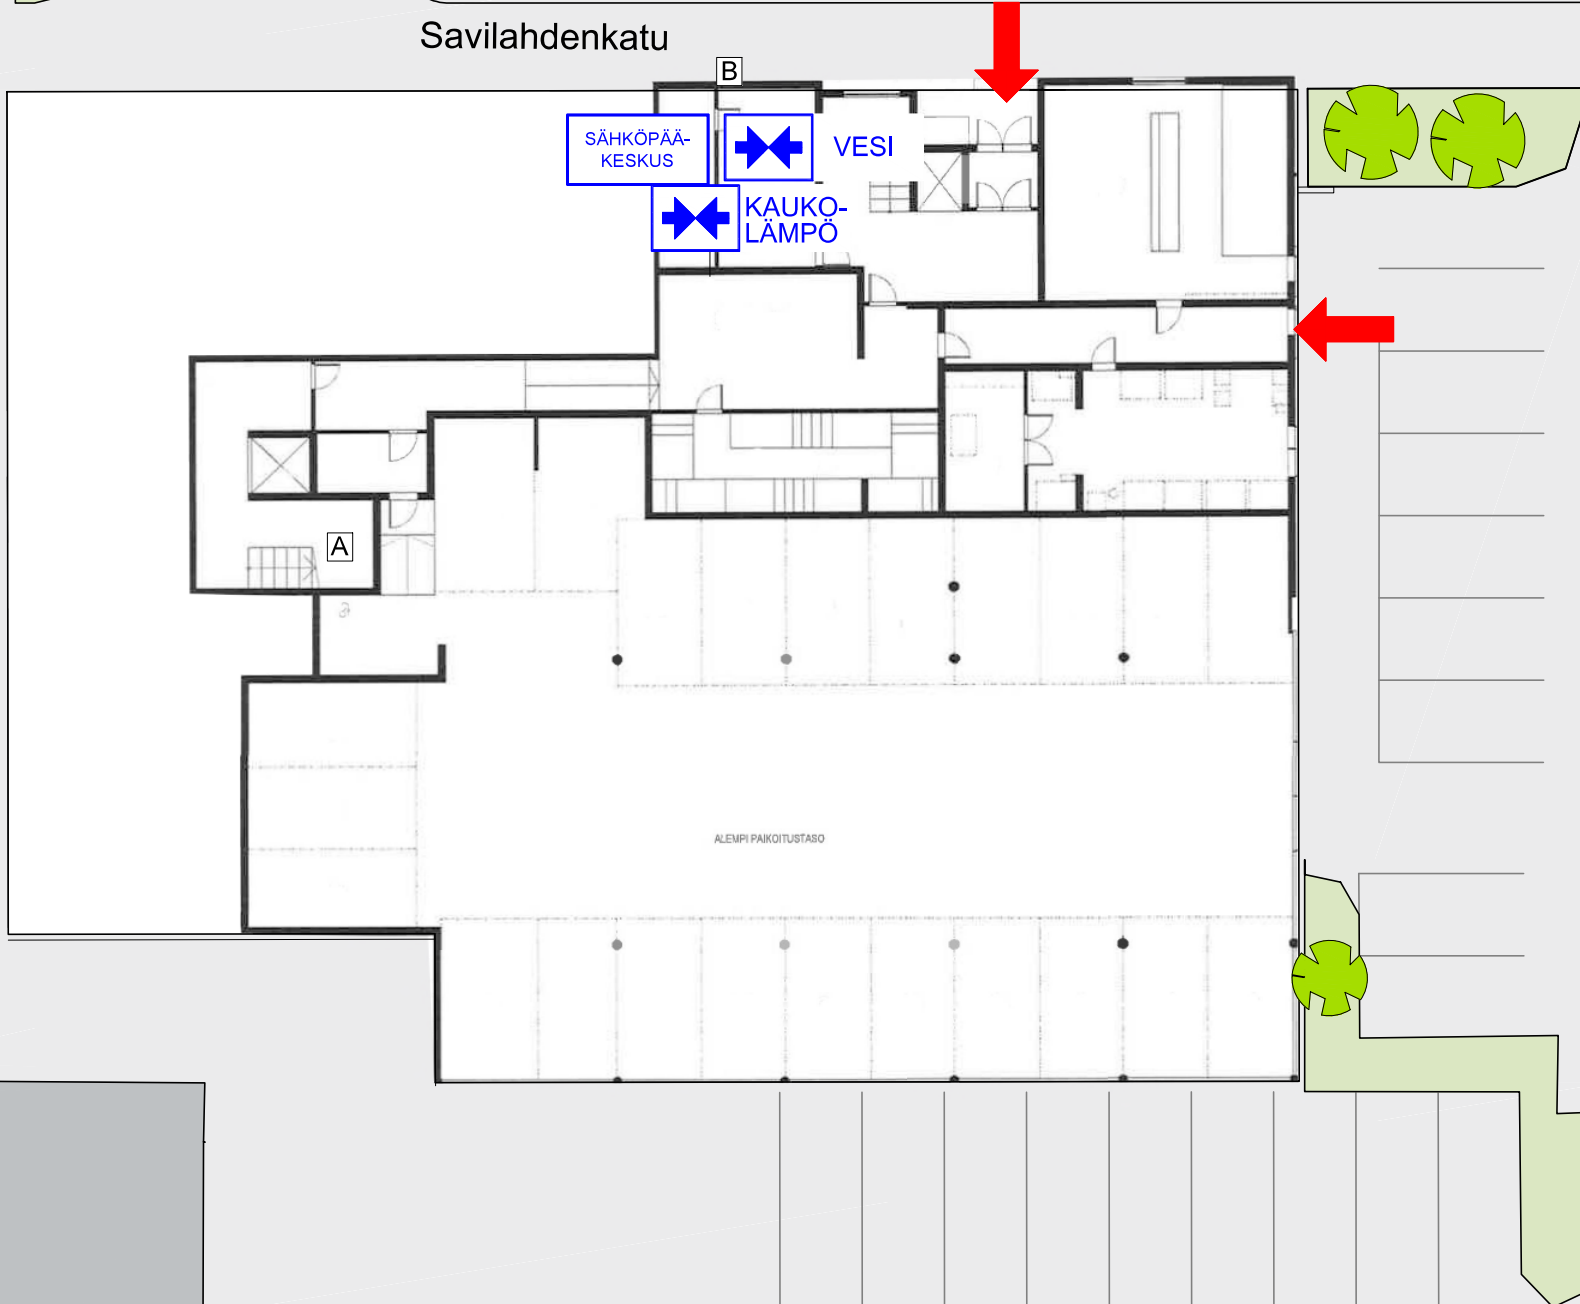 Savilahdenkatu
B
SÄHKÖPÄÄ-
KESKUS
VESI
KAUKO-
LÄMPÖ
A
ALEMPI PAIKOITUSTASO